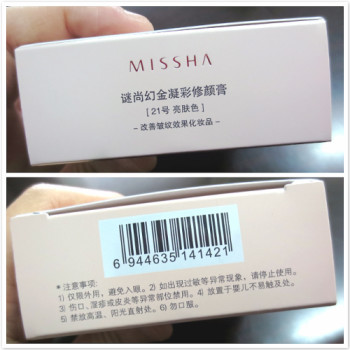 MISSHA
谜尚幻金凝彩修颜膏
[21号 亮肤色]
-改善皱纹效果化妆品-
6 944635 141421
*注意事项:
1) 仅限外用，避免入眼。2) 如出现过敏等异常现象，请停止使用。
3) 伤口、湿疹或皮炎等异常部位禁用。4) 放置于婴儿不易触及处。
5) 禁放高温、阳光直射处。6) 勿口服。